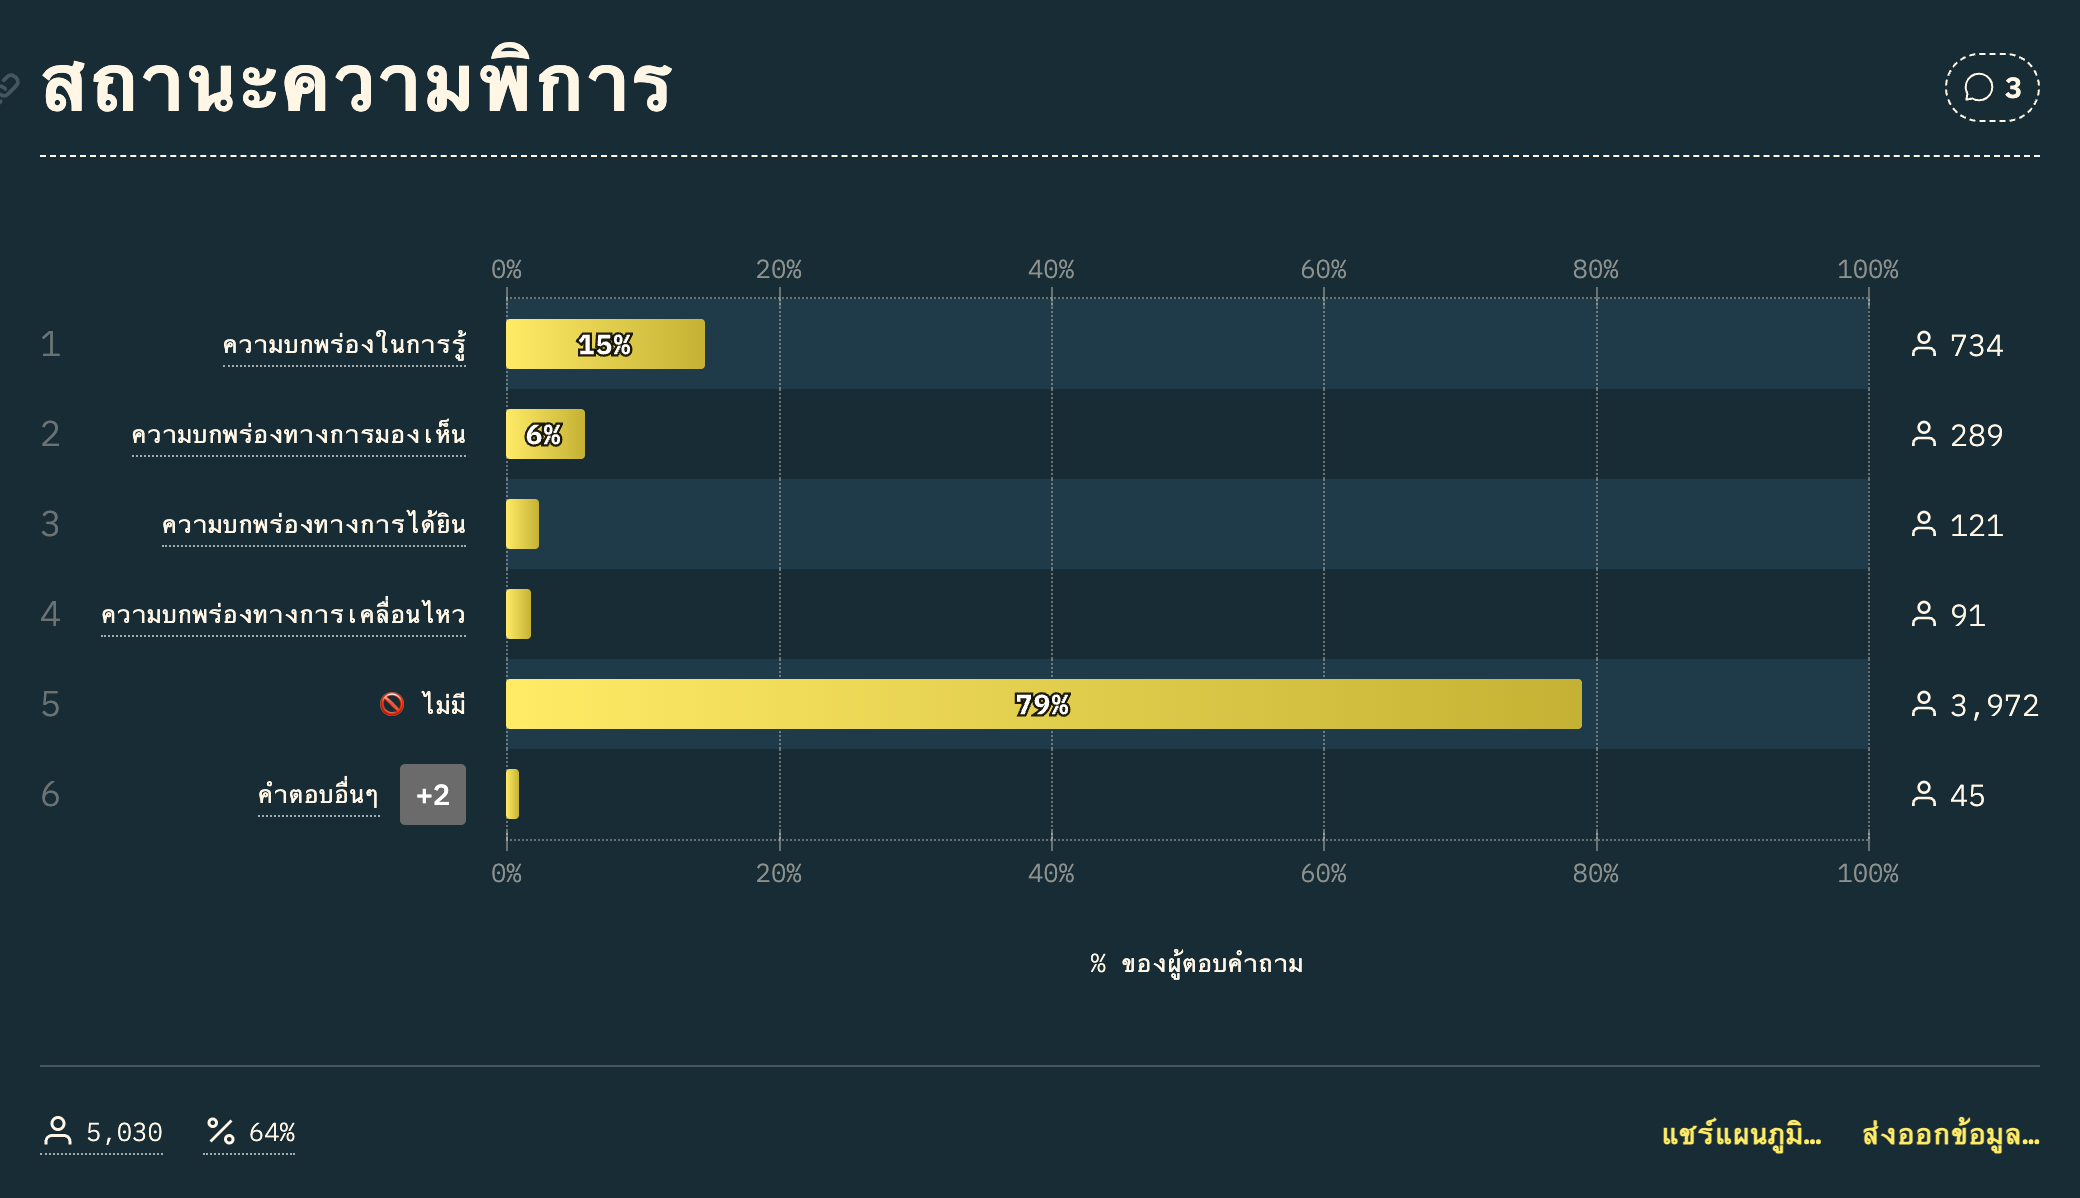 สถานะความพิการ
3
0% 20% 40% 60% 80% 100%
1 ความบกพร่องในการรู้ 15% 734
2 ความบกพร่องทางการมองเห็น 6% 289
3 ความบกพร่องทางการได้ยิน 121
4 ความบกพร่องทางการเคลื่อนไหว 91
5 ไม่มี 79% 3,972
6 คำตอบอื่นๆ +2 45
0% 20% 40% 60% 80% 100%
% ของผู้ตอบคำถาม
5,030 64% แชร์แผนภูมิ… ส่งออกข้อมูล…